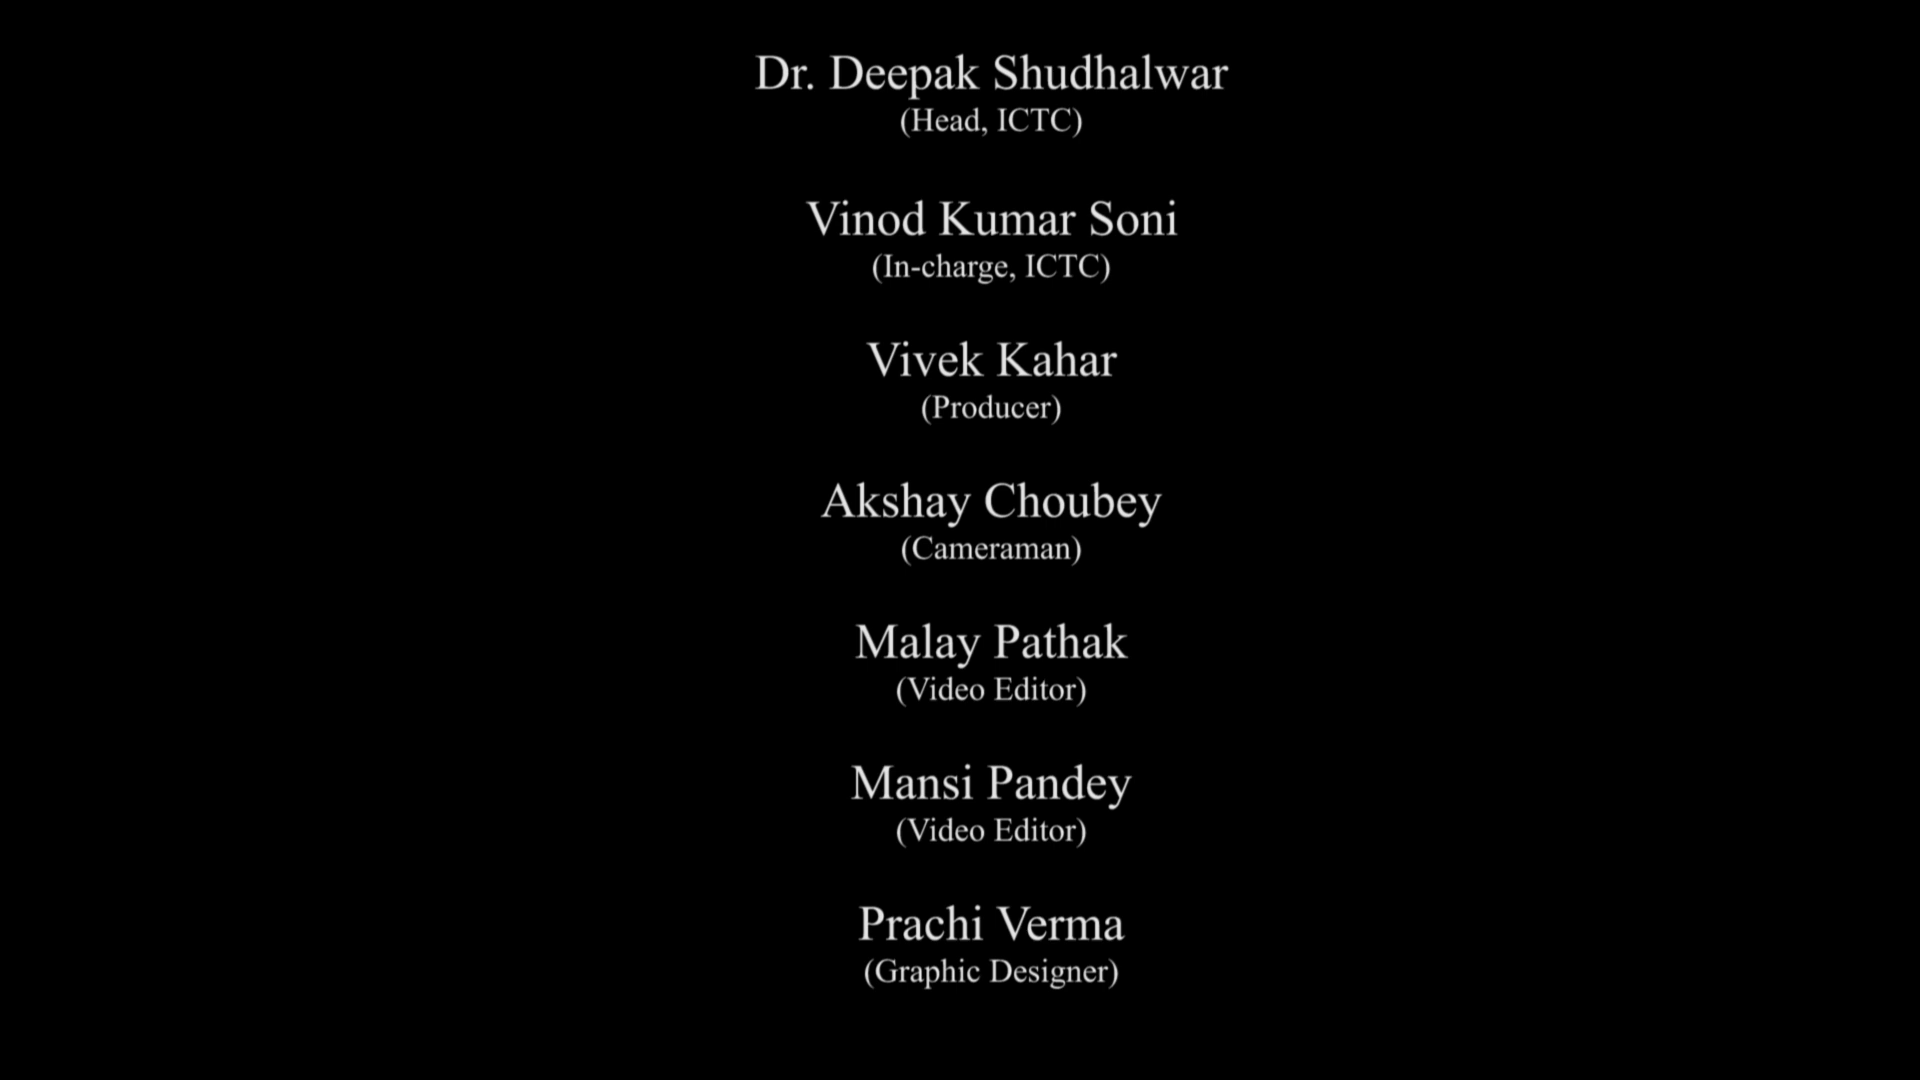 Dr. Deepak Shudhalwar
(Head, ICTC)
Vinod Kumar Soni
(In-charge, ICTC)
Vivek Kahar
(Producer)
Akshay Choubey
(Cameraman)
Malay Pathak
(Video Editor)
Mansi Pandey
(Video Editor)
Prachi Verma
(Graphic Designer)